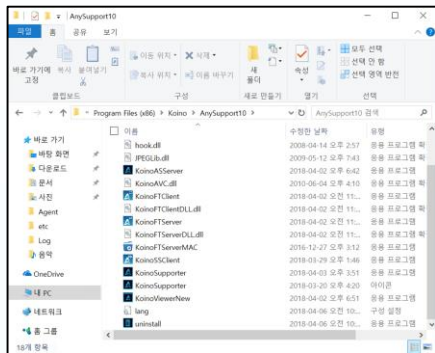 AnySupport10
파일 홈 공유 보기
바로 가기에 고정 복사 붙여넣기 이동 위치 삭제 복사 위치 이름 바꾸기 새 폴더 속성 모두 선택 선택 안 함 선택 영역 반전
클립보드 구성 새로 만들기 열기 선택
Program Files (x86) > Koino > AnySupport10 > AnySupport10 검색
이름 수정한 날짜 유형
바로 가기
바탕 화면
다운로드
문서
사진
Agent
etc
Log
음악
OneDrive
내 PC
네트워크
홈 그룹
hook.dll 2008-04-14 오후 2:57 응용 프로그램 확
JPEGLib.dll 2009-05-12 오후 7:43 응용 프로그램 확
KoinoASServer 2018-04-02 오후 6:42 응용 프로그램
KoinoAVC.dll 2010-06-04 오후 4:10 응용 프로그램 확
KoinoFTClient 2018-04-02 오전 11:... 응용 프로그램
KoinoFTClientDLL.dll 2018-04-02 오전 11:... 응용 프로그램 확
KoinoFTServer 2018-04-02 오전 11:... 응용 프로그램
KoinoFTServerDLL.dll 2018-04-02 오전 11:... 응용 프로그램 확
KoinoFTServerMAC 2016-12-27 오후 3:12 응용 프로그램
KoinoSSClient 2018-03-29 오후 1:46 응용 프로그램
KoinoSupporter 2018-04-03 오후 3:51 응용 프로그램
KoinoSupporter 2018-03-20 오후 4:20 아이콘
KoinoViewerNew 2018-04-02 오후 6:51 응용 프로그램
lang 2018-04-06 오전 10:... 구성 설정
uninstall 2018-04-06 오전 10:... 응용 프로그램
18개 항목